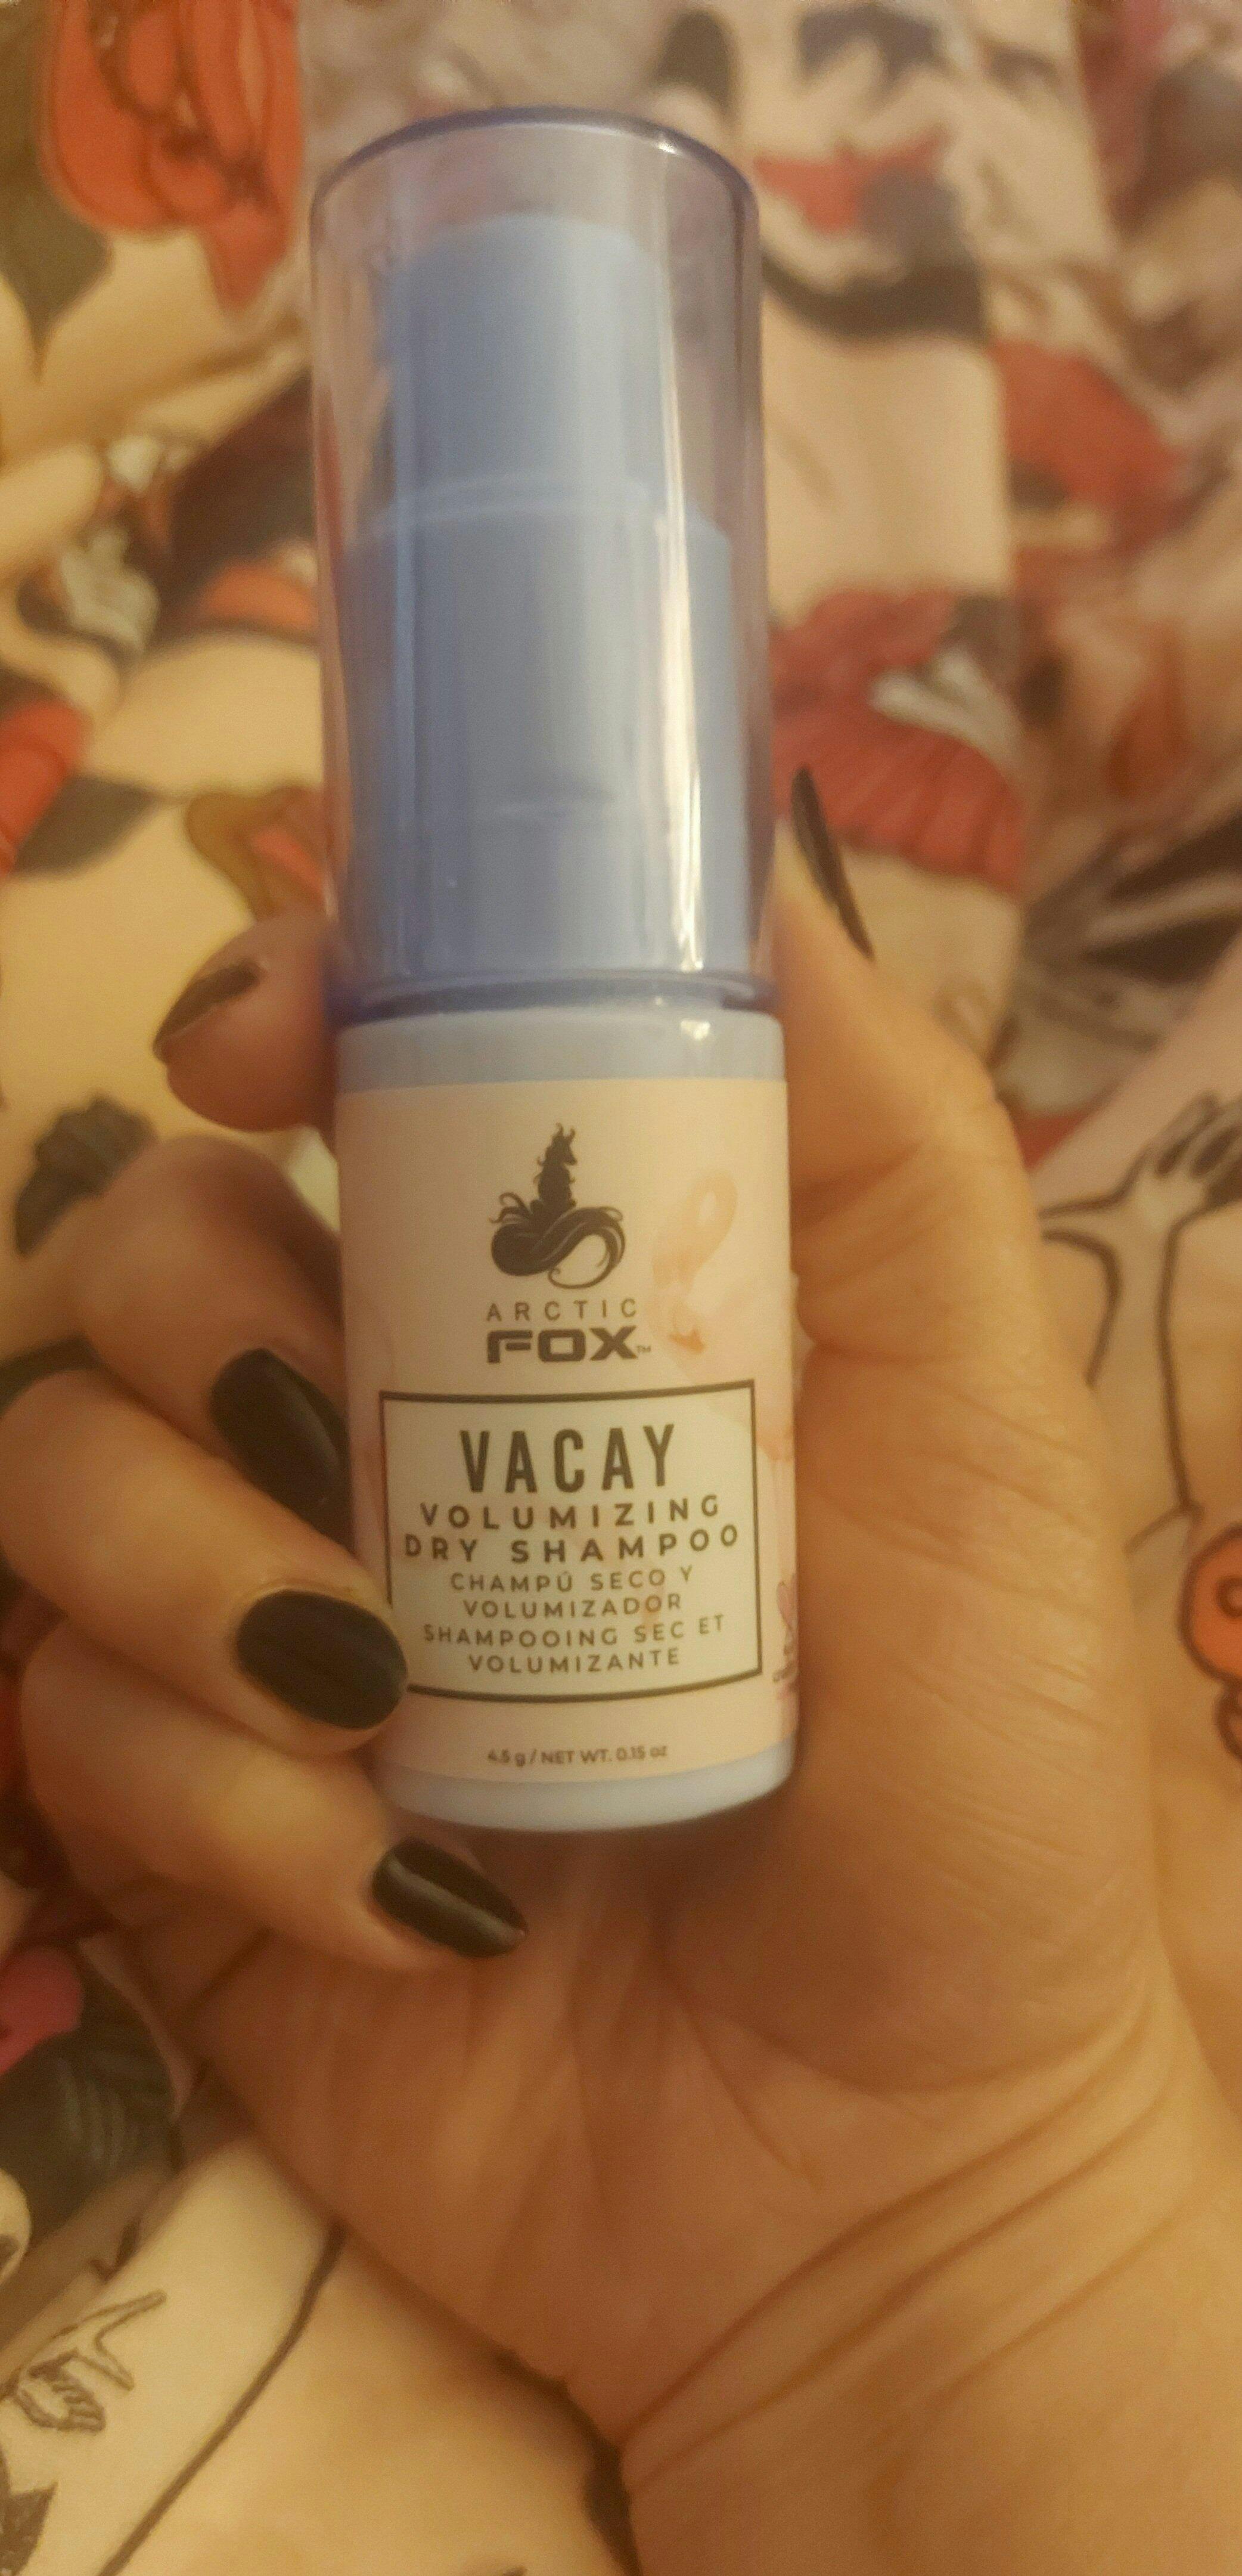 ARCTIC
FOX™
VACAY
VOLUMIZING
DRY SHAMPOO
CHAMPÚ SECO Y
VOLUMIZADOR
SHAMPOOING SEC ET
VOLUMIZANTE
4.5 g / NET WT. 0.15 oz